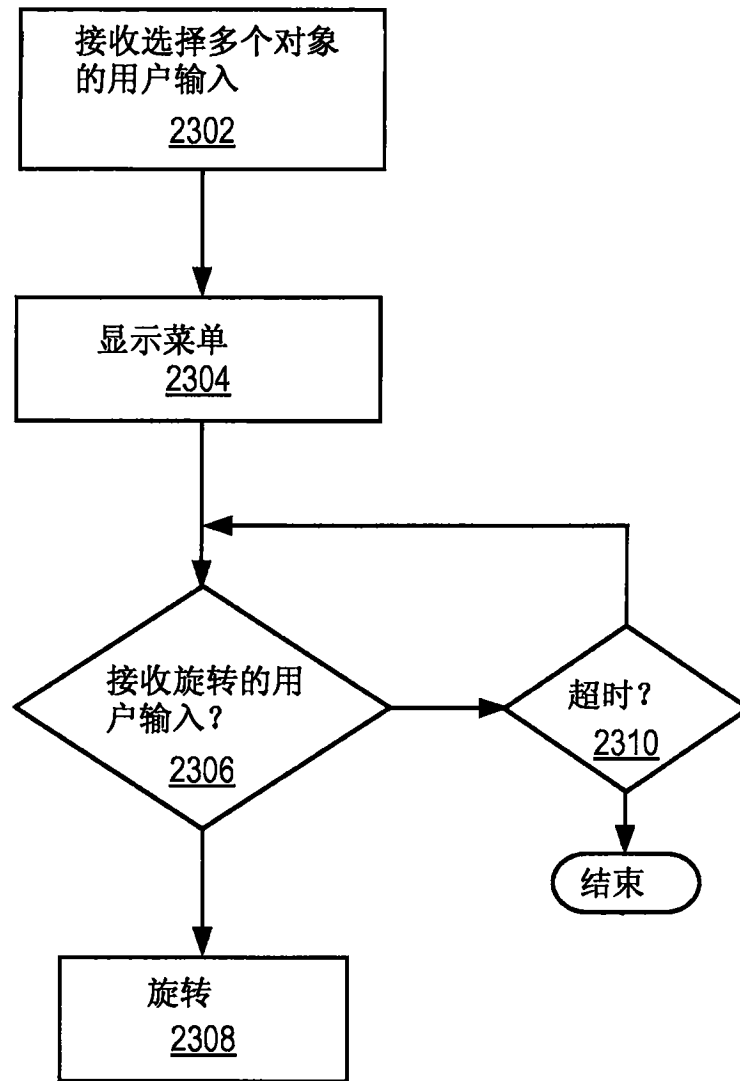 接收选择多个对象
的用户输入
2302
显示菜单
2304
接收旋转的用
户输入？
2306
超时？
2310
结束
旋转
2308